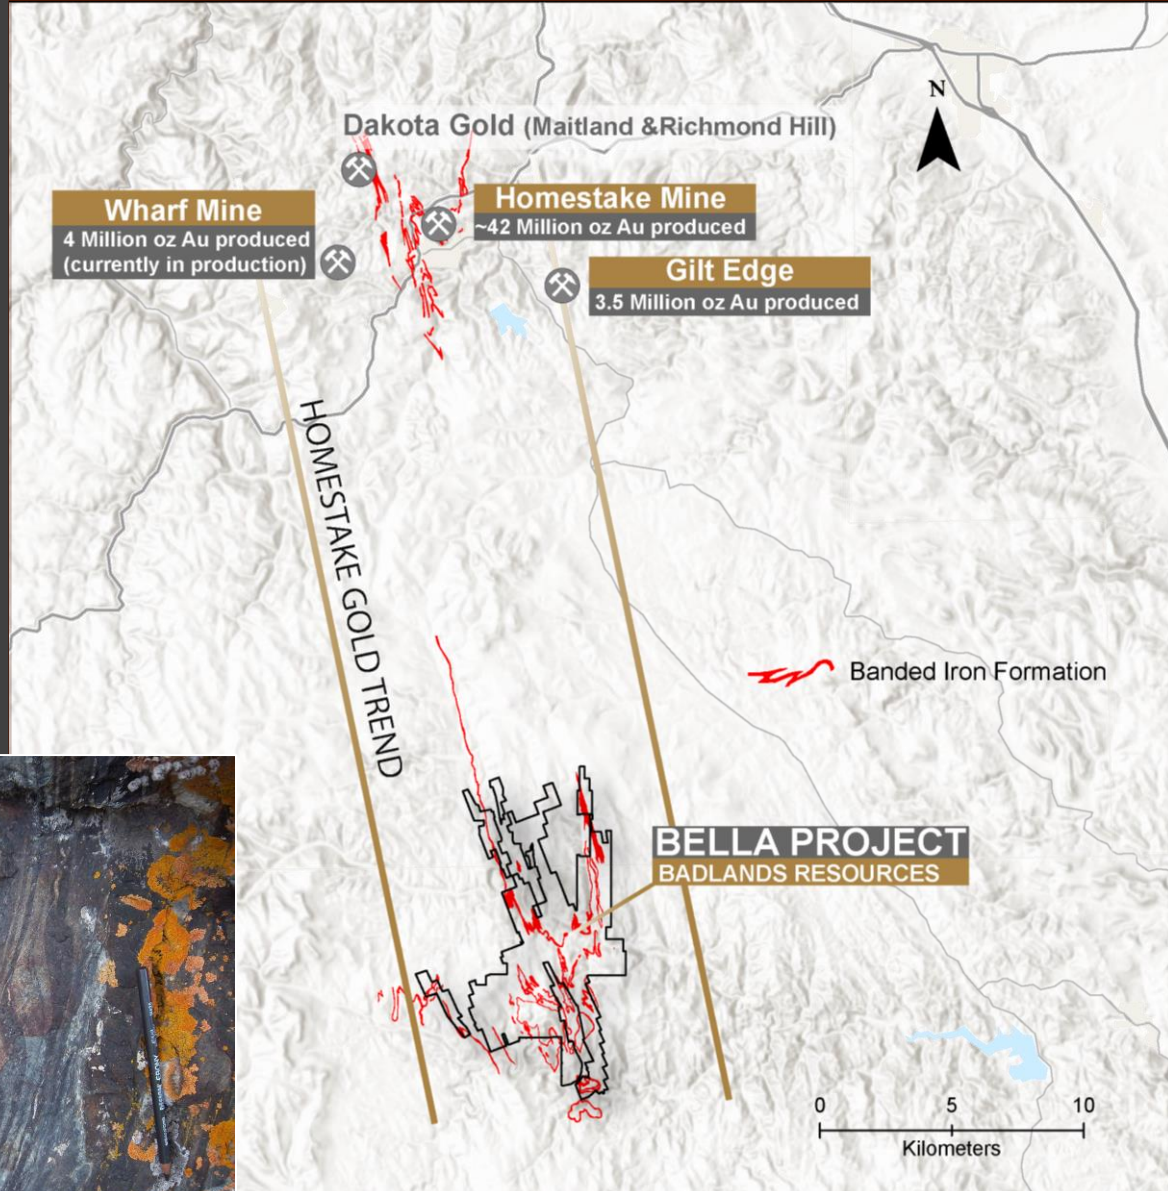 N
Dakota Gold (Maitland &Richmond Hill)
Wharf Mine
4 Million oz Au produced
(currently in production)
Homestake Mine
~42 Million oz Au produced
Gilt Edge
3.5 Million oz Au produced
HOMESTAKE GOLD TREND
Banded Iron Formation
BELLA PROJECT
BADLANDS RESOURCES
0 5 10
Kilometers